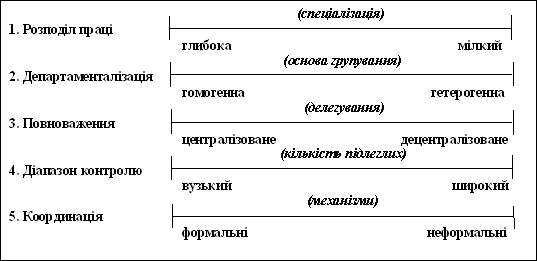 (спеціалізація)
1. Розподіл праці
глибока мілкий
(основа групування)
2. Департаменталізація
гомогенна гетерогенна
(делегування)
3. Повноваження
централізоване децентралізоване
(кількість підлеглих)
4. Діапазон контролю
вузький широкий
(механізми)
5. Координація
формальні неформальні